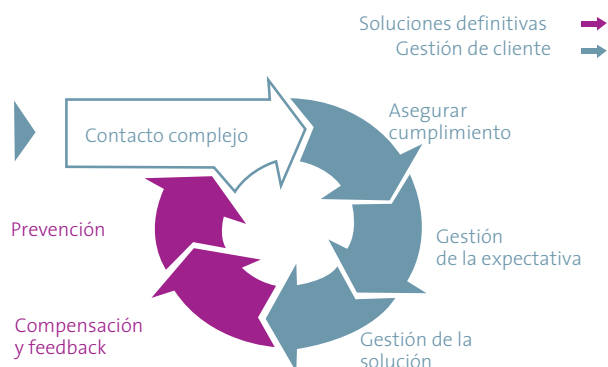 Soluciones definitivas
Gestión de cliente
Contacto complejo
Asegurar
cumplimiento
Gestión
de la expectativa
Gestión de la
solución
Compensación
y feedback
Prevención